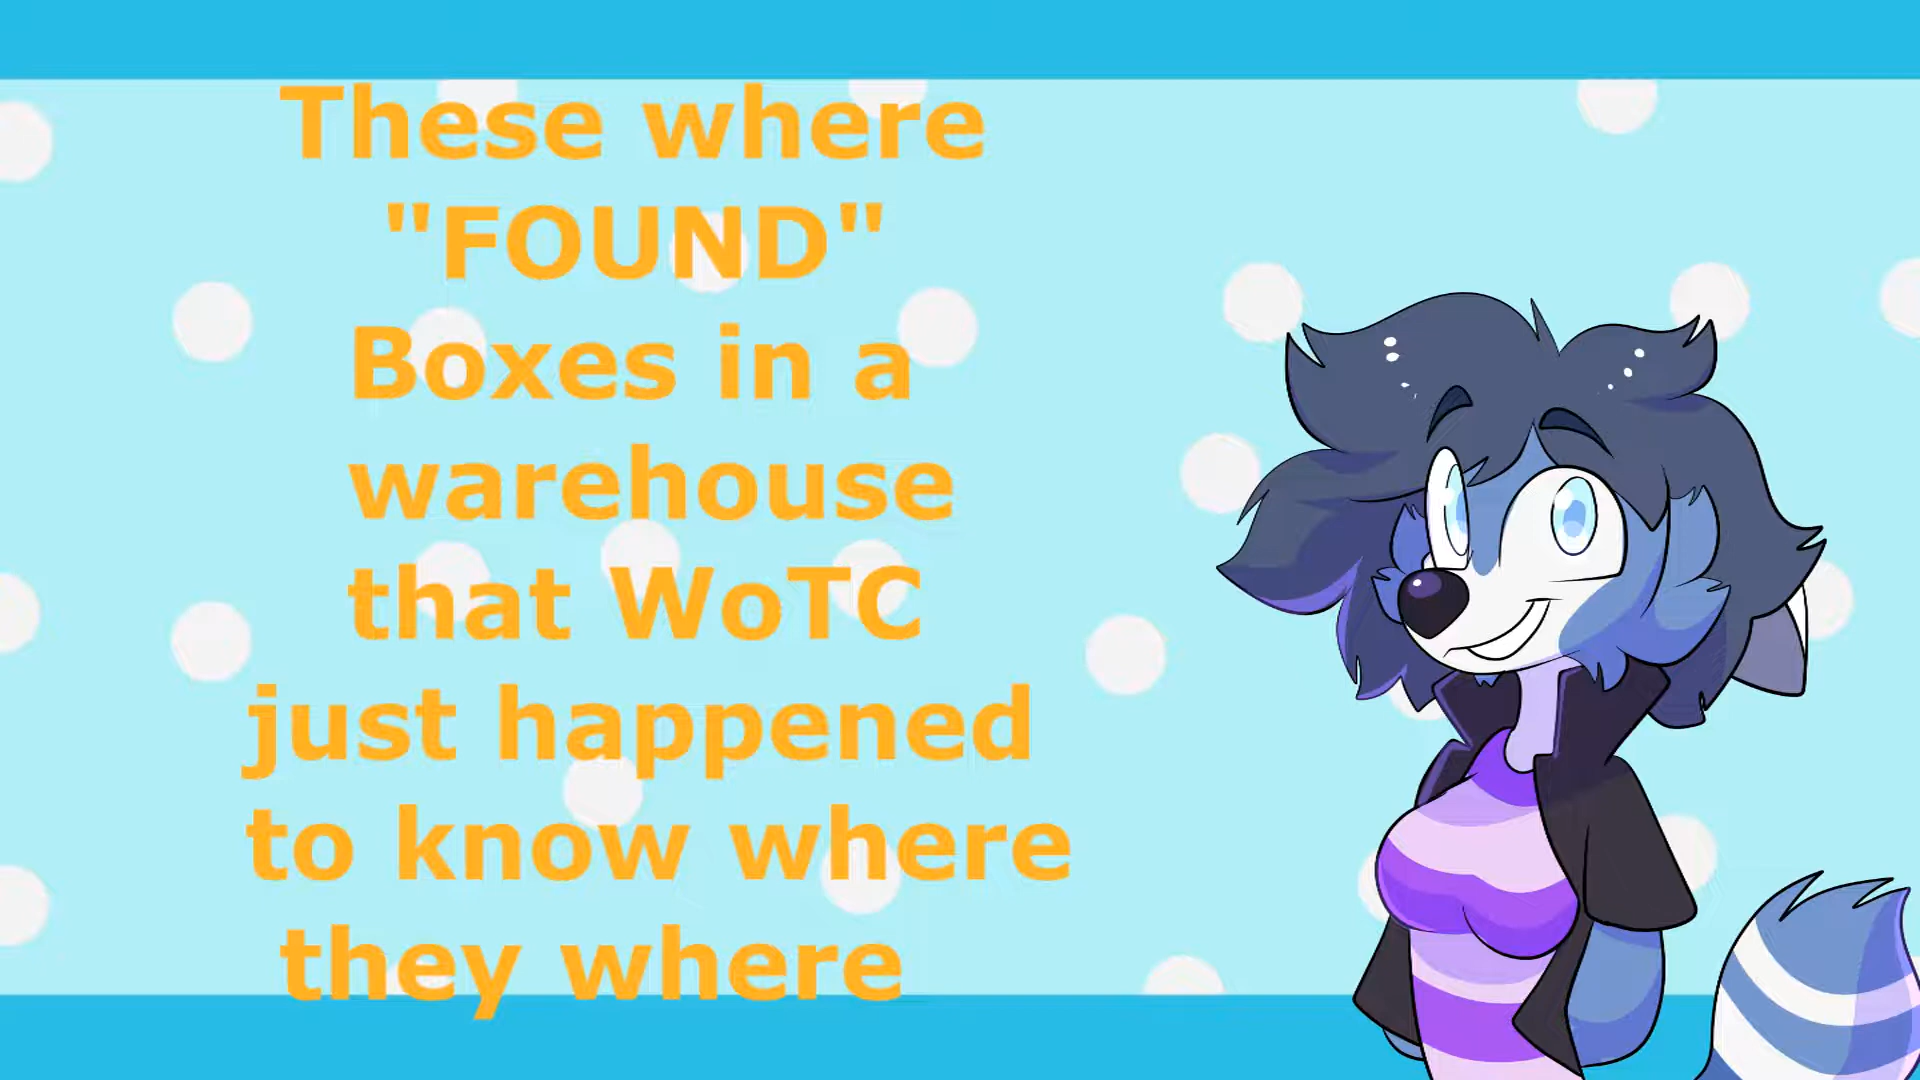 These where
"FOUND"
Boxes in a
warehouse
that WoTC
just happened
to know where
they where